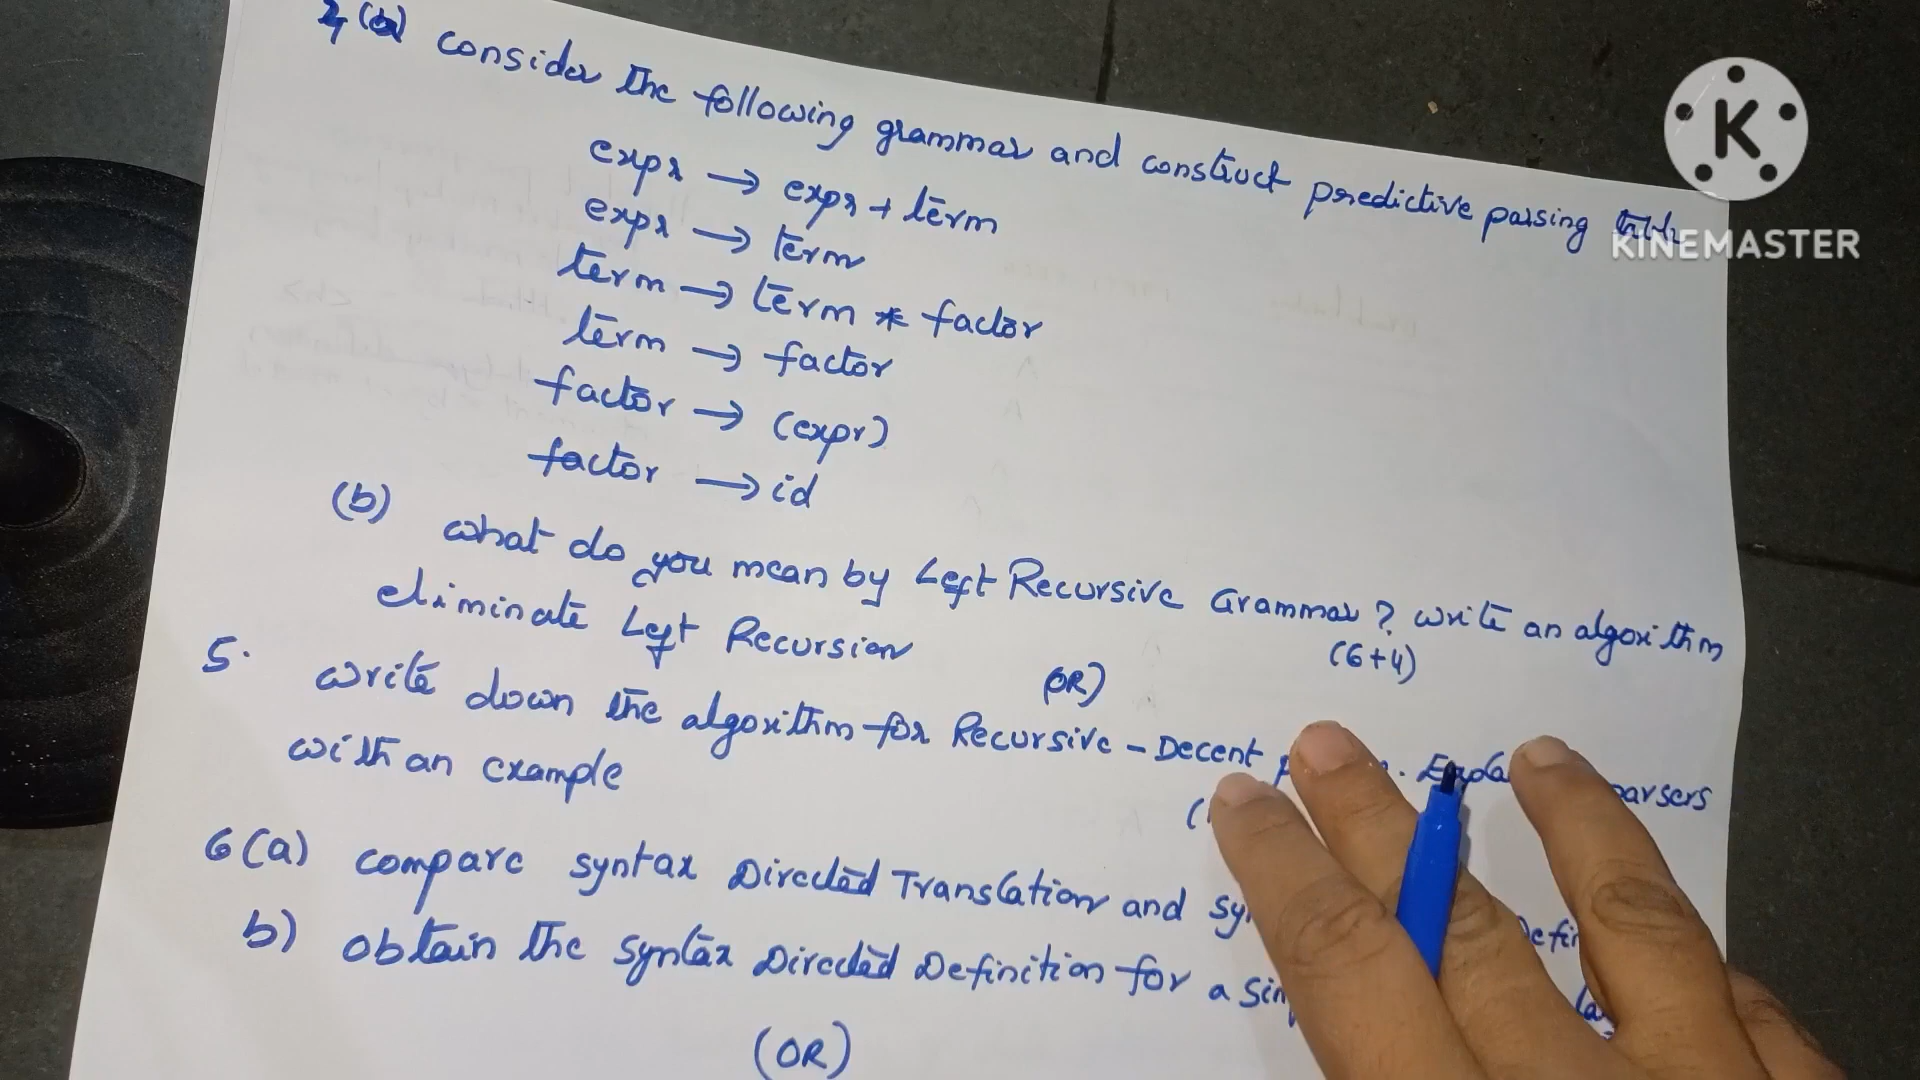 4(a) consider the following grammar and construct predictive parsing table
KINEMASTER
expr → expr + term
expr → term
term → term * factor
term → factor
factor → (expr)
factor → id
(b) what do you mean by Left Recursive Grammar? write an algorithm
eliminate Left Recursion (6+4)
(OR)
5. write down the algorithm for Recursive - Decent parsers
with an example
6(a) compare syntax Directed Translation and
b) obtain the syntax Directed Definition for a
(OR)